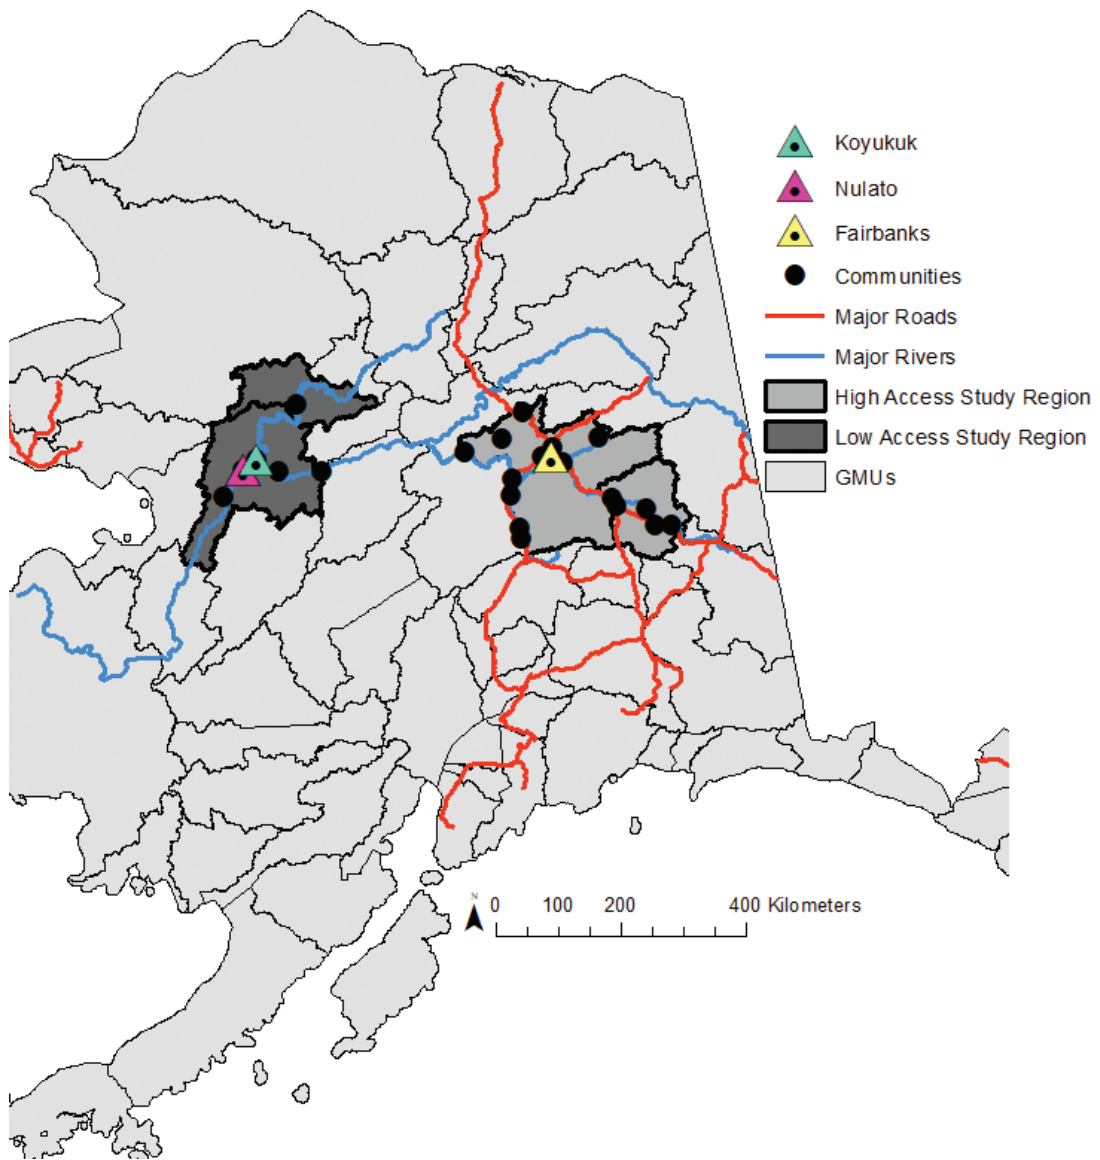 Koyukuk
Nulato
Fairbanks
Communities
Major Roads
Major Rivers
High Access Study Region
Low Access Study Region
GMUs
N
0 100 200 400 Kilometers